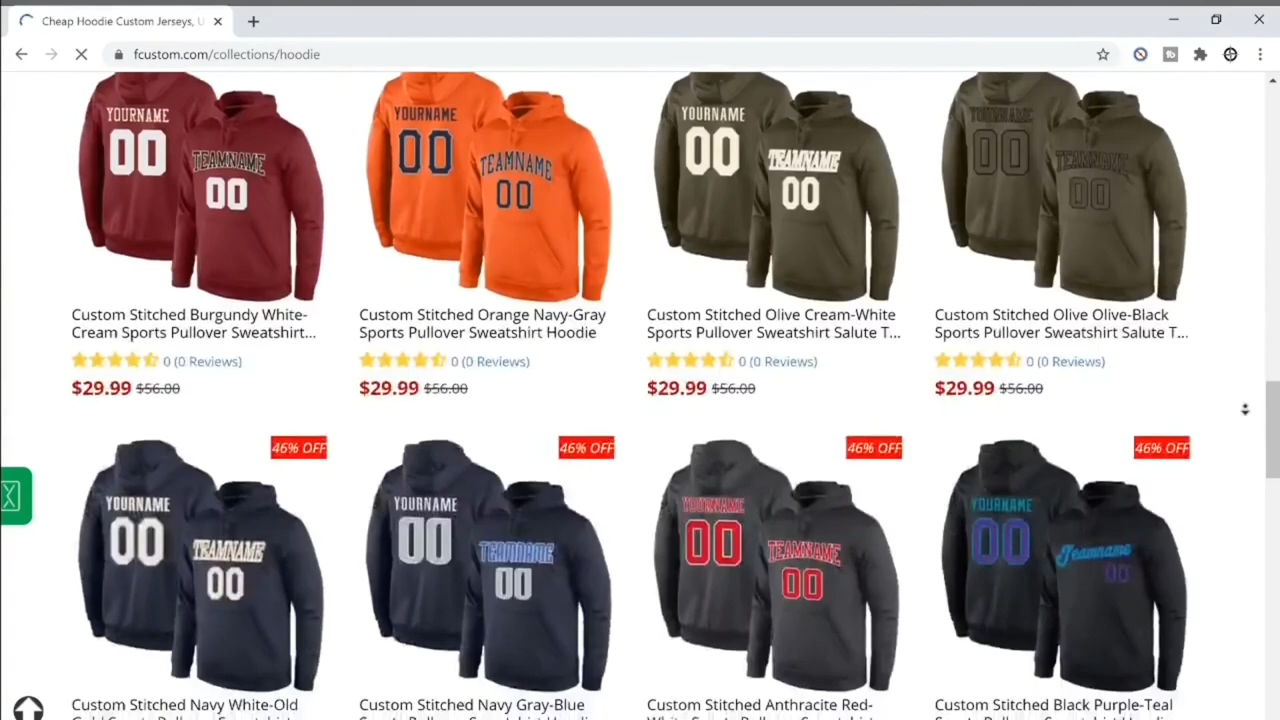 Cheap Hoodie Custom Jerseys, U
fcustom.com/collections/hoodie
YOURNAME
00
TEAMNAME
00
YOURNAME
00
TEAMNAME
00
YOURNAME
00
TEAMNAME
00
YOURNAME
00
TEAMNAME
00
Custom Stitched Burgundy White-
Cream Sports Pullover Sweatshirt...
0 (0 Reviews)
$29.99 $56.00
Custom Stitched Orange Navy-Gray
Sports Pullover Sweatshirt Hoodie
0 (0 Reviews)
$29.99 $56.00
Custom Stitched Olive Cream-White
Sports Pullover Sweatshirt Salute T...
0 (0 Reviews)
$29.99 $56.00
Custom Stitched Olive Olive-Black
Sports Pullover Sweatshirt Salute T...
0 (0 Reviews)
$29.99 $56.00
46% OFF
YOURNAME
00
TEAMNAME
00
46% OFF
YOURNAME
00
TEAMNAME
00
46% OFF
YOURNAME
00
TEAMNAME
00
46% OFF
YOURNAME
00
Teamname
00
Custom Stitched Navy White-Old
Custom Stitched Navy Gray-Blue
Custom Stitched Anthracite Red-
Custom Stitched Black Purple-Teal